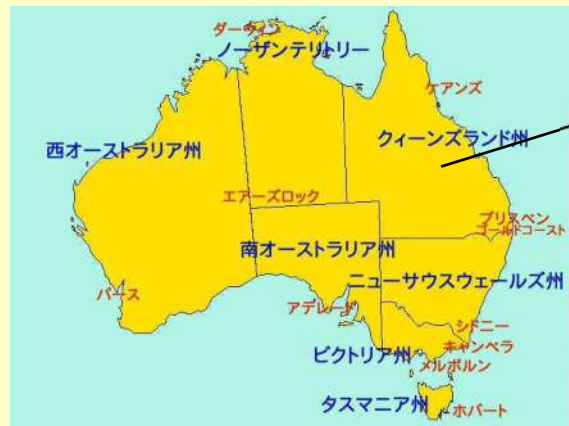 ダーウィン
ノーザンテリトリー
ケアンズ
クィーンズランド州
西オーストラリア州
エアーズロック
ブリスベン
ゴールドコースト
南オーストラリア州
ニューサウスウェールズ州
パース
アデレード
シドニー
キャンベラ
ビクトリア州
メルボルン
タスマニア州
ホバート